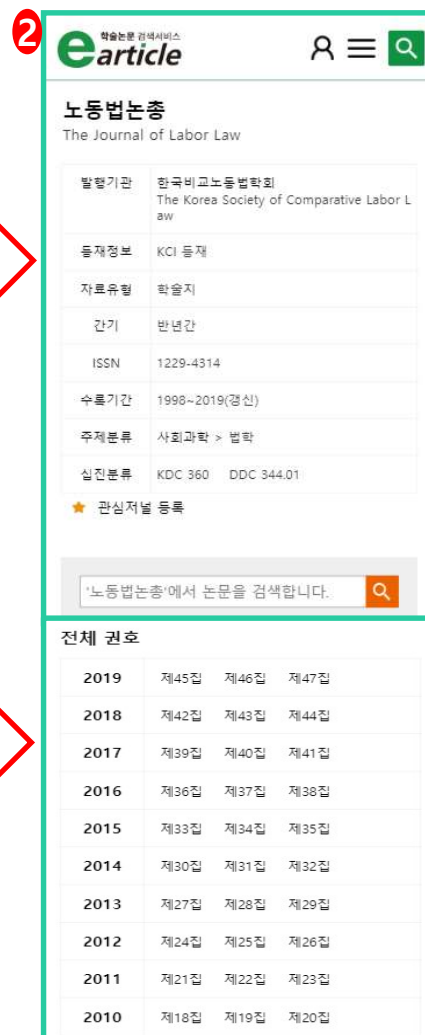 2
학술논문 검색서비스
earticle
노동법논총
The Journal of Labor Law
발행기관 한국비교노동법학회
The Korea Society of Comparative Labor L
aw
등재정보 KCI 등재
자료유형 학술지
간기 반년간
ISSN 1229-4314
수록기간 1998~2019(갱신)
주제분류 사회과학 > 법학
십진분류 KDC 360 DDC 344.01
관심저널 등록
'노동법논총'에서 논문을 검색합니다.
전체 권호
2019 제45집 제46집 제47집
2018 제42집 제43집 제44집
2017 제39집 제40집 제41집
2016 제36집 제37집 제38집
2015 제33집 제34집 제35집
2014 제30집 제31집 제32집
2013 제27집 제28집 제29집
2012 제24집 제25집 제26집
2011 제21집 제22집 제23집
2010 제18집 제19집 제20집